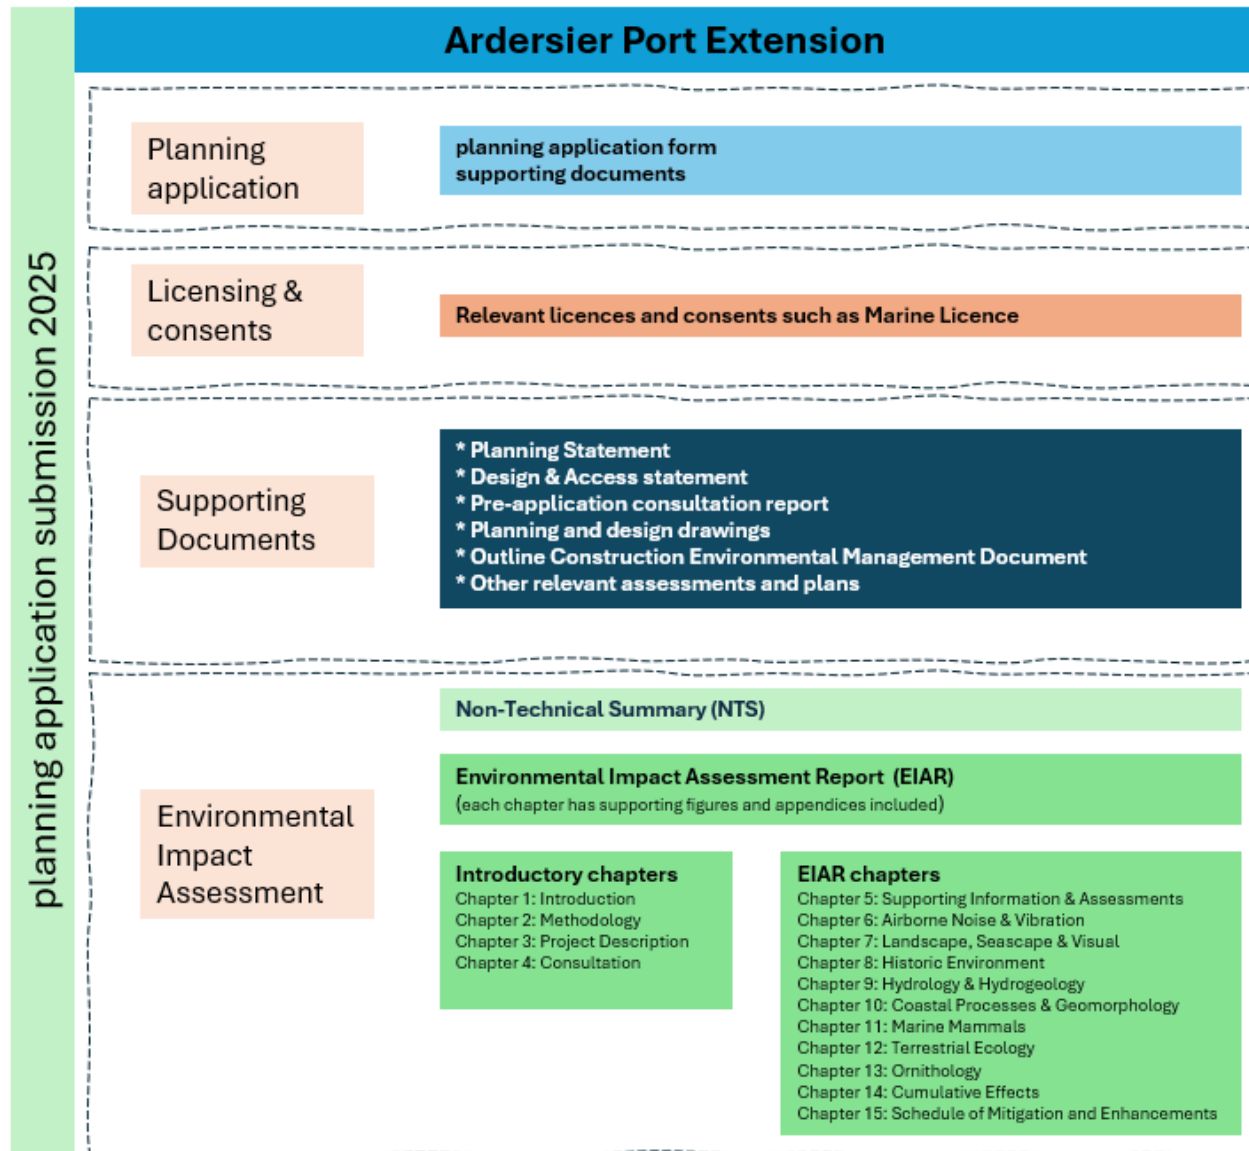 Ardersier Port Extension
planning application submission 2025
Planning
application
planning application form
supporting documents
Licensing &
consents
Relevant licences and consents such as Marine Licence
Supporting
Documents
* Planning Statement
* Design & Access statement
* Pre-application consultation report
* Planning and design drawings
* Outline Construction Environmental Management Document
* Other relevant assessments and plans
Environmental
Impact
Assessment
Non-Technical Summary (NTS)
Environmental Impact Assessment Report (EIAR)
(each chapter has supporting figures and appendices included)
Introductory chapters
Chapter 1: Introduction
Chapter 2: Methodology
Chapter 3: Project Description
Chapter 4: Consultation
EIAR chapters
Chapter 5: Supporting Information & Assessments
Chapter 6: Airborne Noise & Vibration
Chapter 7: Landscape, Seascape & Visual
Chapter 8: Historic Environment
Chapter 9: Hydrology & Hydrogeology
Chapter 10: Coastal Processes & Geomorphology
Chapter 11: Marine Mammals
Chapter 12: Terrestrial Ecology
Chapter 13: Ornithology
Chapter 14: Cumulative Effects
Chapter 15: Schedule of Mitigation and Enhancements